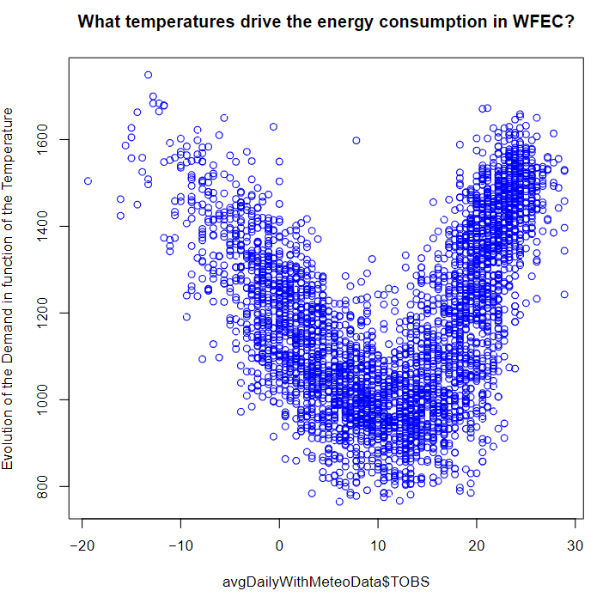 What temperatures drive the energy consumption in WFEC?
Evolution of the Demand in function of the Temperature
1600
1400
1200
1000
800
−20 −10 0 10 20 30
avgDailyWithMeteoData$TOBS